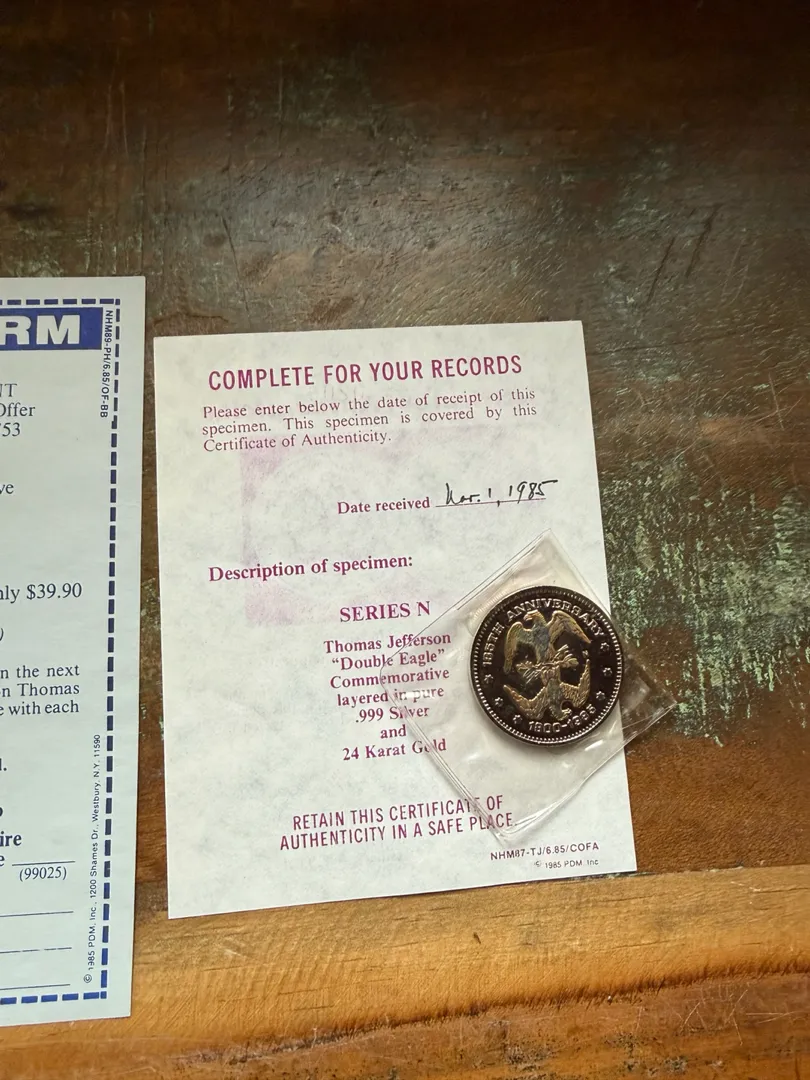 RM
NHM89-PH/6.85/OF-BB
Offer
53
ve
nly $39.90
n the next
n Thomas
e with each
ire
e
(99025)
© 1985 PDM, Inc., 1200 Shames Dr., Westbury, N.Y. 11590
COMPLETE FOR YOUR RECORDS
Please enter below the date of receipt of this
specimen. This specimen is covered by this
Certificate of Authenticity.
Date received Nov. 1, 1985
Description of specimen:
SERIES N
Thomas Jefferson
"Double Eagle"
Commemorative
layered in pure
.999 Silver
and
24 Karat Gold
RETAIN THIS CERTIFICATE OF
AUTHENTICITY IN A SAFE PLACE.
NHM87-TJ/6.85/COFA
© 1985 PDM, Inc
185TH ANNIVERSARY
1800-1985